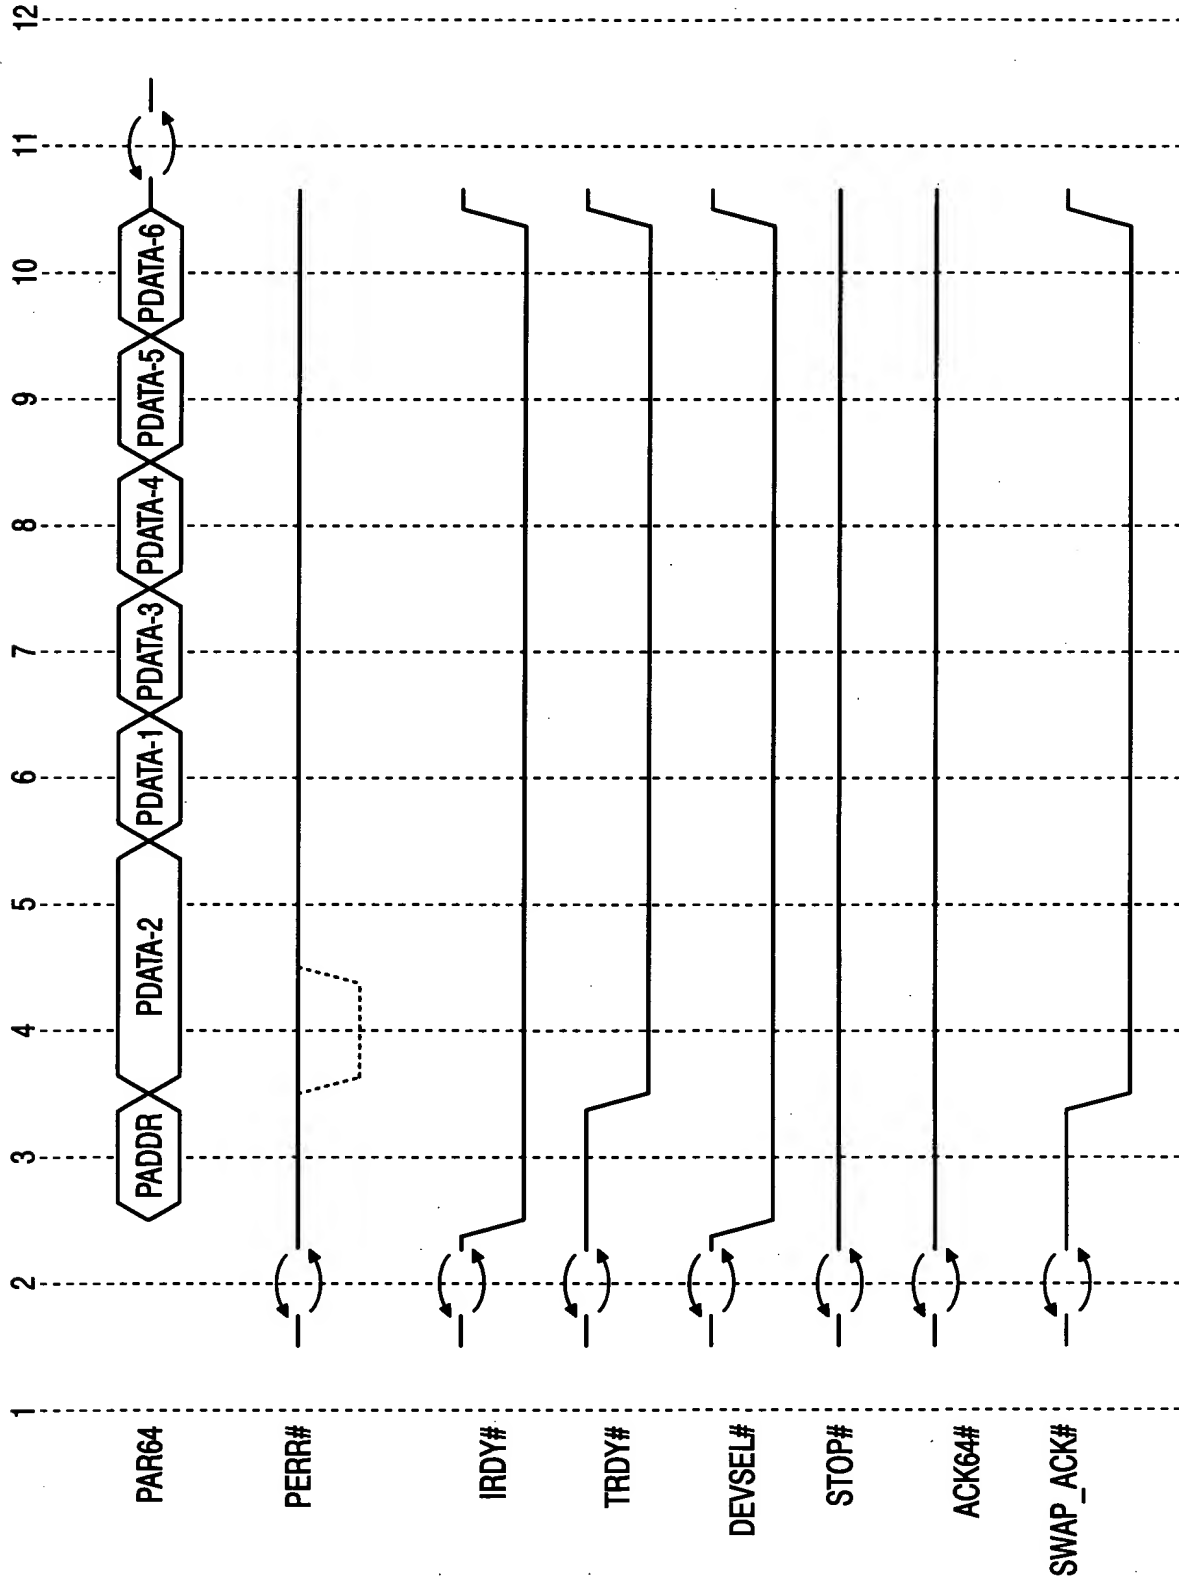 1 2 3 4 5 6 7 8 9 10 11 12
PAR64 PADDR PDATA-2 PDATA-1 PDATA-3 PDATA-4 PDATA-5 PDATA-6
PERR#
IRDY#
TRDY#
DEVSEL#
STOP#
ACK64#
SWAP_ACK#